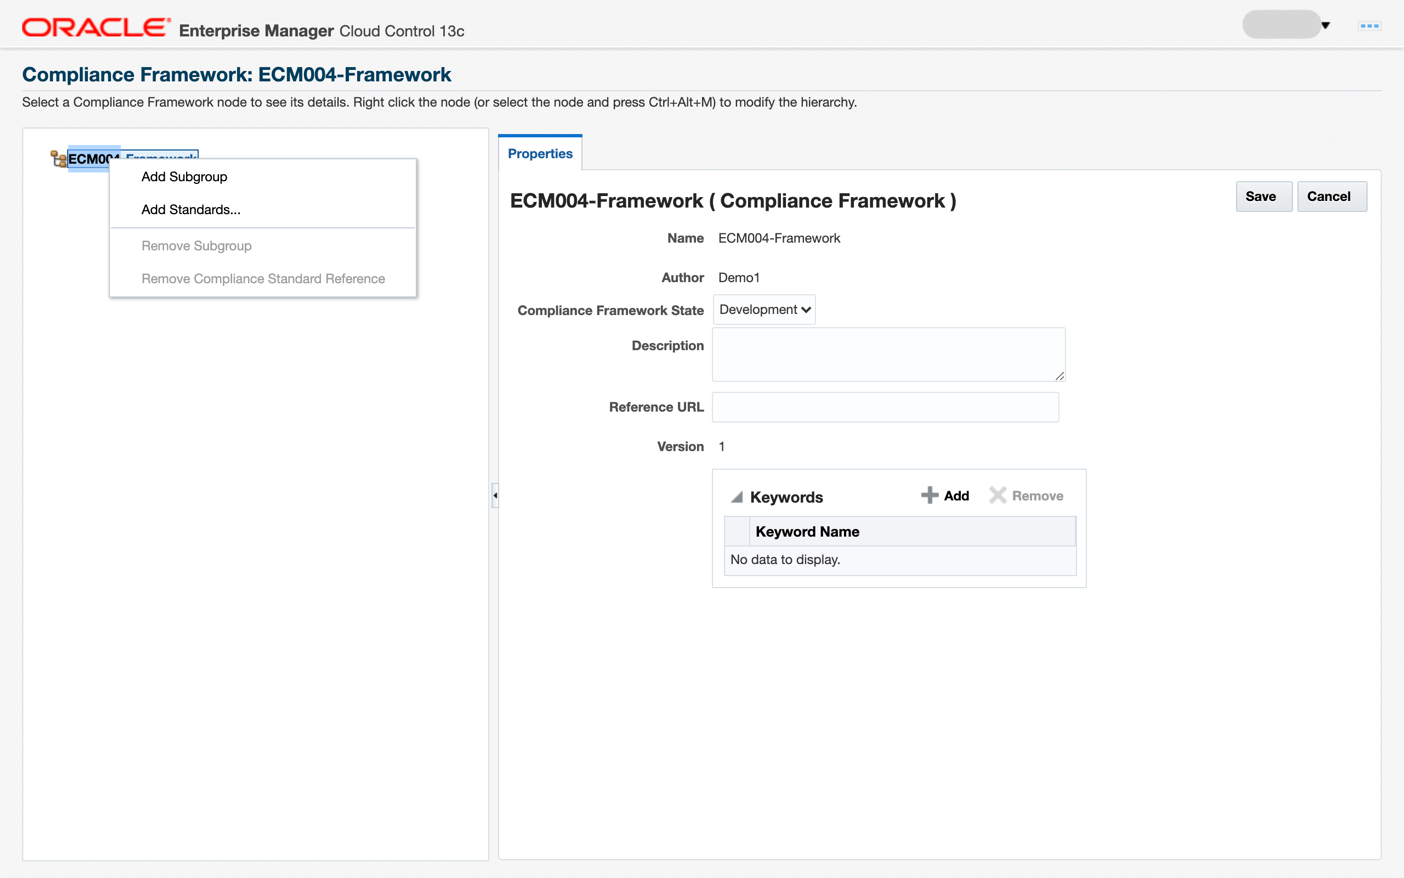 ORACLE® Enterprise Manager Cloud Control 13c
Compliance Framework: ECM004-Framework
Select a Compliance Framework node to see its details. Right click the node (or select the node and press Ctrl+Alt+M) to modify the hierarchy.
ECM004-Framework
Add Subgroup
Add Standards...
Remove Subgroup
Remove Compliance Standard Reference
Properties
ECM004-Framework ( Compliance Framework )
Save
Cancel
Name ECM004-Framework
Author Demo1
Compliance Framework State Development
Description
Reference URL
Version 1
Keywords
Add
Remove
Keyword Name
No data to display.